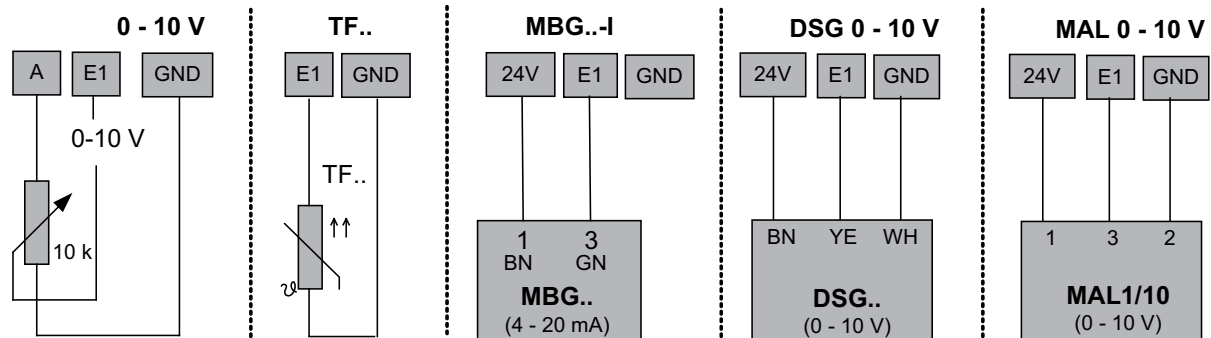 0 - 10 V
A E1 GND
0-10 V
10 k
TF..
E1 GND
TF..
↑↑
ϑ
MBG..-I
24V E1 GND
1 3
BN GN
MBG..
(4 - 20 mA)
DSG 0 - 10 V
24V E1 GND
BN YE WH
DSG..
(0 - 10 V)
MAL 0 - 10 V
24V E1 GND
1 3 2
MAL1/10
(0 - 10 V)